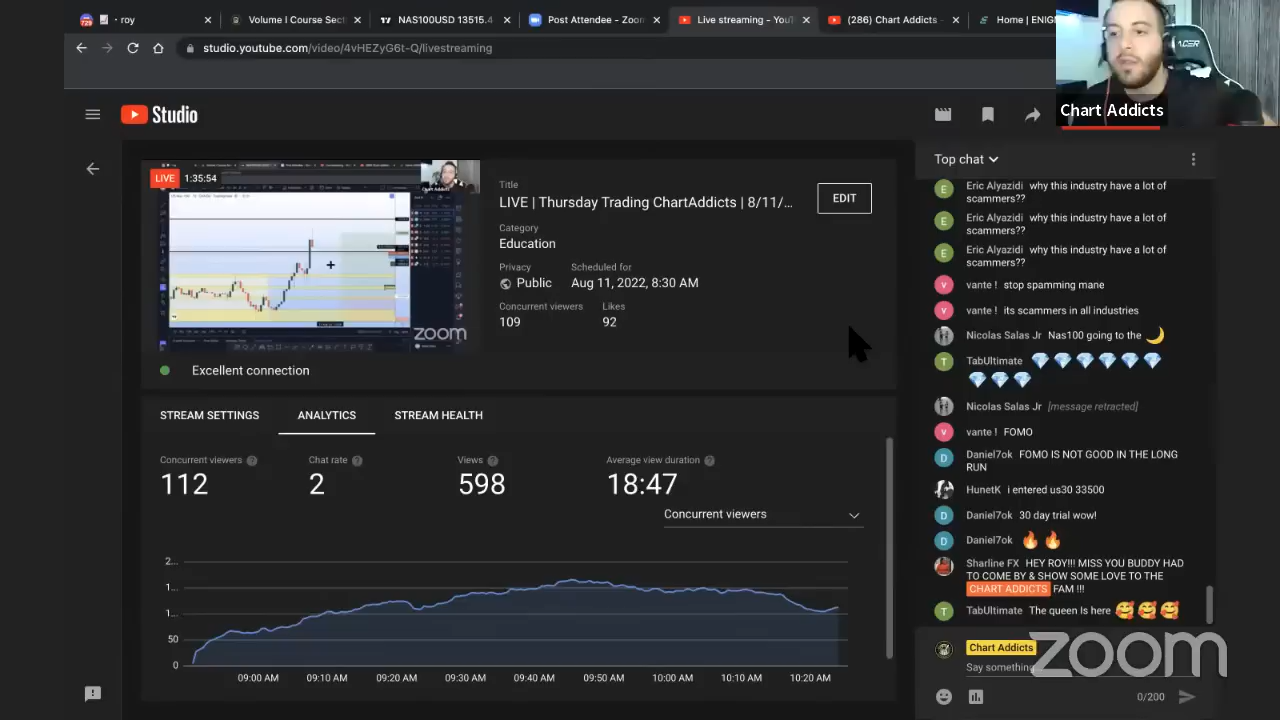 · roy
Volume I Course Sect
NAS100USD 13515.4
Post Attendee - Zoom
Live streaming - YouT
(286) Chart Addicts -
Home | ENIGM
studio.youtube.com/video/4vHEZyG6t-Q/livestreaming
Chart Addicts
Studio
LIVE 1:35:54
zoom
Title
LIVE | Thursday Trading ChartAddicts | 8/11/...
EDIT
Category
Education
Privacy
Scheduled for
Public
Aug 11, 2022, 8:30 AM
Concurrent viewers
Likes
109
92
Excellent connection
STREAM SETTINGS
ANALYTICS
STREAM HEALTH
Concurrent viewers
Chat rate
Views
Average view duration
112
2
598
18:47
Concurrent viewers
2...
1...
1...
50
0
09:00 AM
09:10 AM
09:20 AM
09:30 AM
09:40 AM
09:50 AM
10:00 AM
10:10 AM
10:20 AM
Top chat
E Eric Alyazidi why this industry have a lot of
scammers??
E Eric Alyazidi why this industry have a lot of
scammers??
E Eric Alyazidi why this industry have a lot of
scammers??
v vante ! stop spamming mane
v vante ! its scammers in all industries
Nicolas Salas Jr Nas100 going to the 🌙
T TabUltimate 💎💎💎💎💎💎
💎💎💎
Nicolas Salas Jr [message retracted]
v vante ! FOMO
D Daniel7ok FOMO IS NOT GOOD IN THE LONG
RUN
HunetK i entered us30 33500
D Daniel7ok 30 day trial wow!
D Daniel7ok 🔥🔥
Sharline FX HEY ROY!!! MISS YOU BUDDY HAD
TO COME BY & SHOW SOME LOVE TO THE
CHART ADDICTS FAM !!!
T TabUltimate The queen Is here 🥰🥰🥰
Chart Addicts
Say something
0/200
zoom